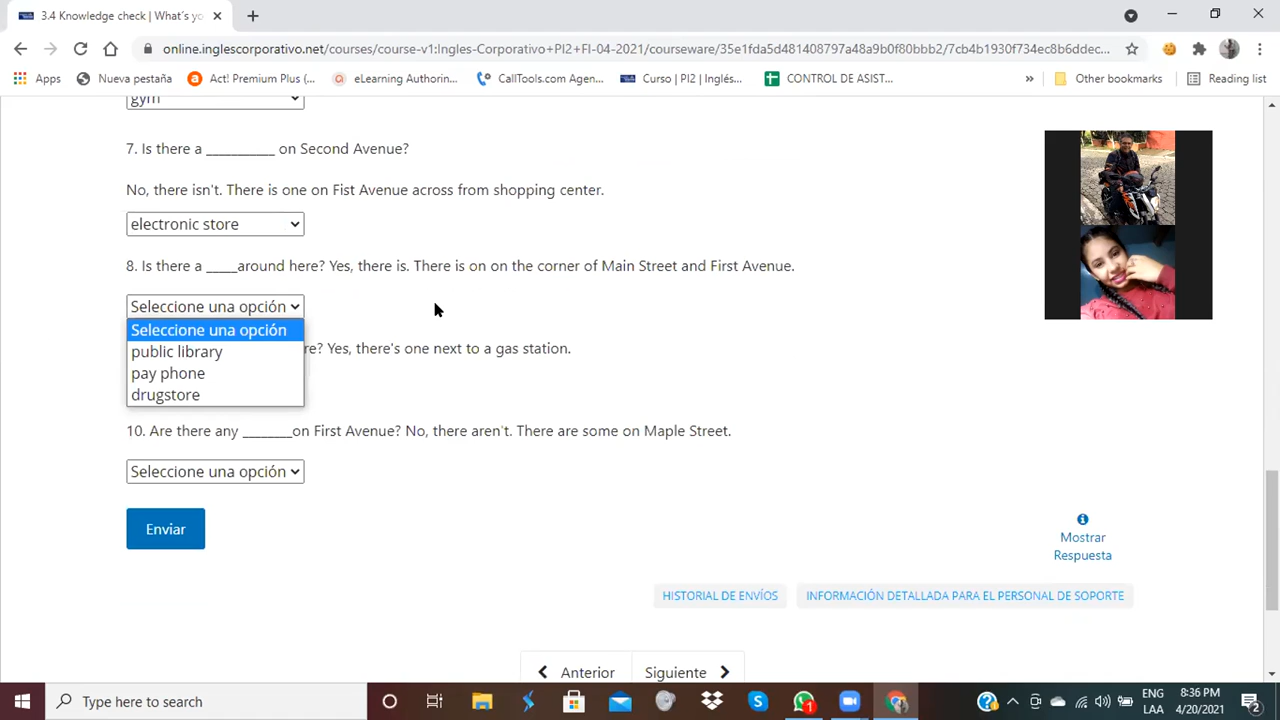 3.4 Knowledge check | What's yo
online.inglescorporativo.net/courses/course-v1:Ingles-Corporativo+PI2+FI-04-2021/courseware/35e1fda5d481408797a48a9b0f80bbb2/7cb4b1930f734ec8b6ddec...
Apps Nueva pestaña Act! Premium Plus (... eLearning Authorin... CallTools.com Agen... Curso | PI2 | Inglés... CONTROL DE ASIST... » Other bookmarks Reading list
gym
7. Is there a ___________ on Second Avenue?
No, there isn't. There is one on Fist Avenue across from shopping center.
electronic store
8. Is there a _____around here? Yes, there is. There is on on the corner of Main Street and First Avenue.
Seleccione una opción
Seleccione una opción
public library
re? Yes, there's one next to a gas station.
pay phone
drugstore
10. Are there any ________on First Avenue? No, there aren't. There are some on Maple Street.
Seleccione una opción
Enviar
Mostrar
Respuesta
HISTORIAL DE ENVÍOS INFORMACIÓN DETALLADA PARA EL PERSONAL DE SOPORTE
Anterior Siguiente
Type here to search
ENG 8:36 PM
LAA 4/20/2021
1
2